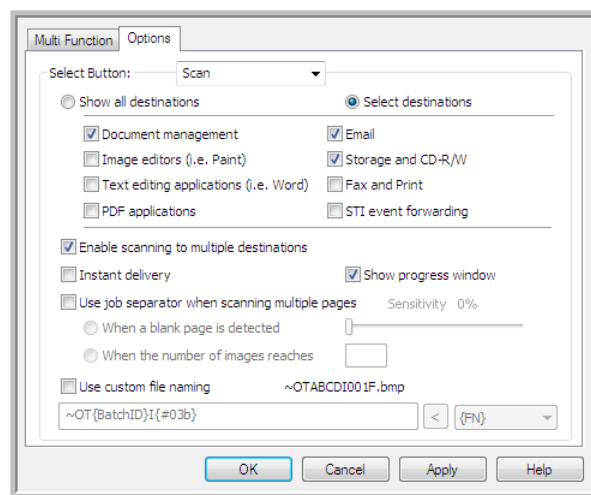 Multi Function Options
Select Button: Scan
Show all destinations Select destinations
Document management Email
Image editors (i.e. Paint) Storage and CD-R/W
Text editing applications (i.e. Word) Fax and Print
PDF applications STI event forwarding
Enable scanning to multiple destinations
Instant delivery Show progress window
Use job separator when scanning multiple pages Sensitivity 0%
When a blank page is detected
When the number of images reaches
Use custom file naming ~OTABCDI001F.bmp
~OT{BatchID}I{#03b} < {FN}
OK Cancel Apply Help